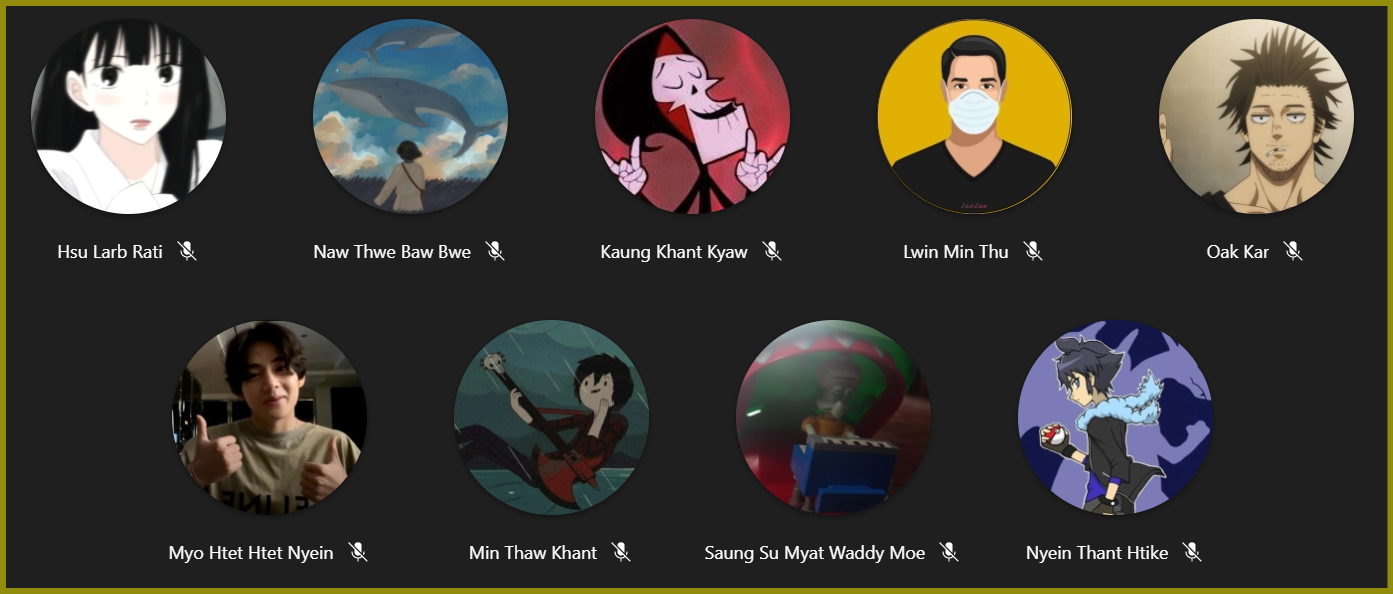 Hsu Larb Rati
Naw Thwe Baw Bwe
Kaung Khant Kyaw
Lwin Min Thu
Oak Kar
Myo Htet Htet Nyein
Min Thaw Khant
Saung Su Myat Waddy Moe
Nyein Thant Htike